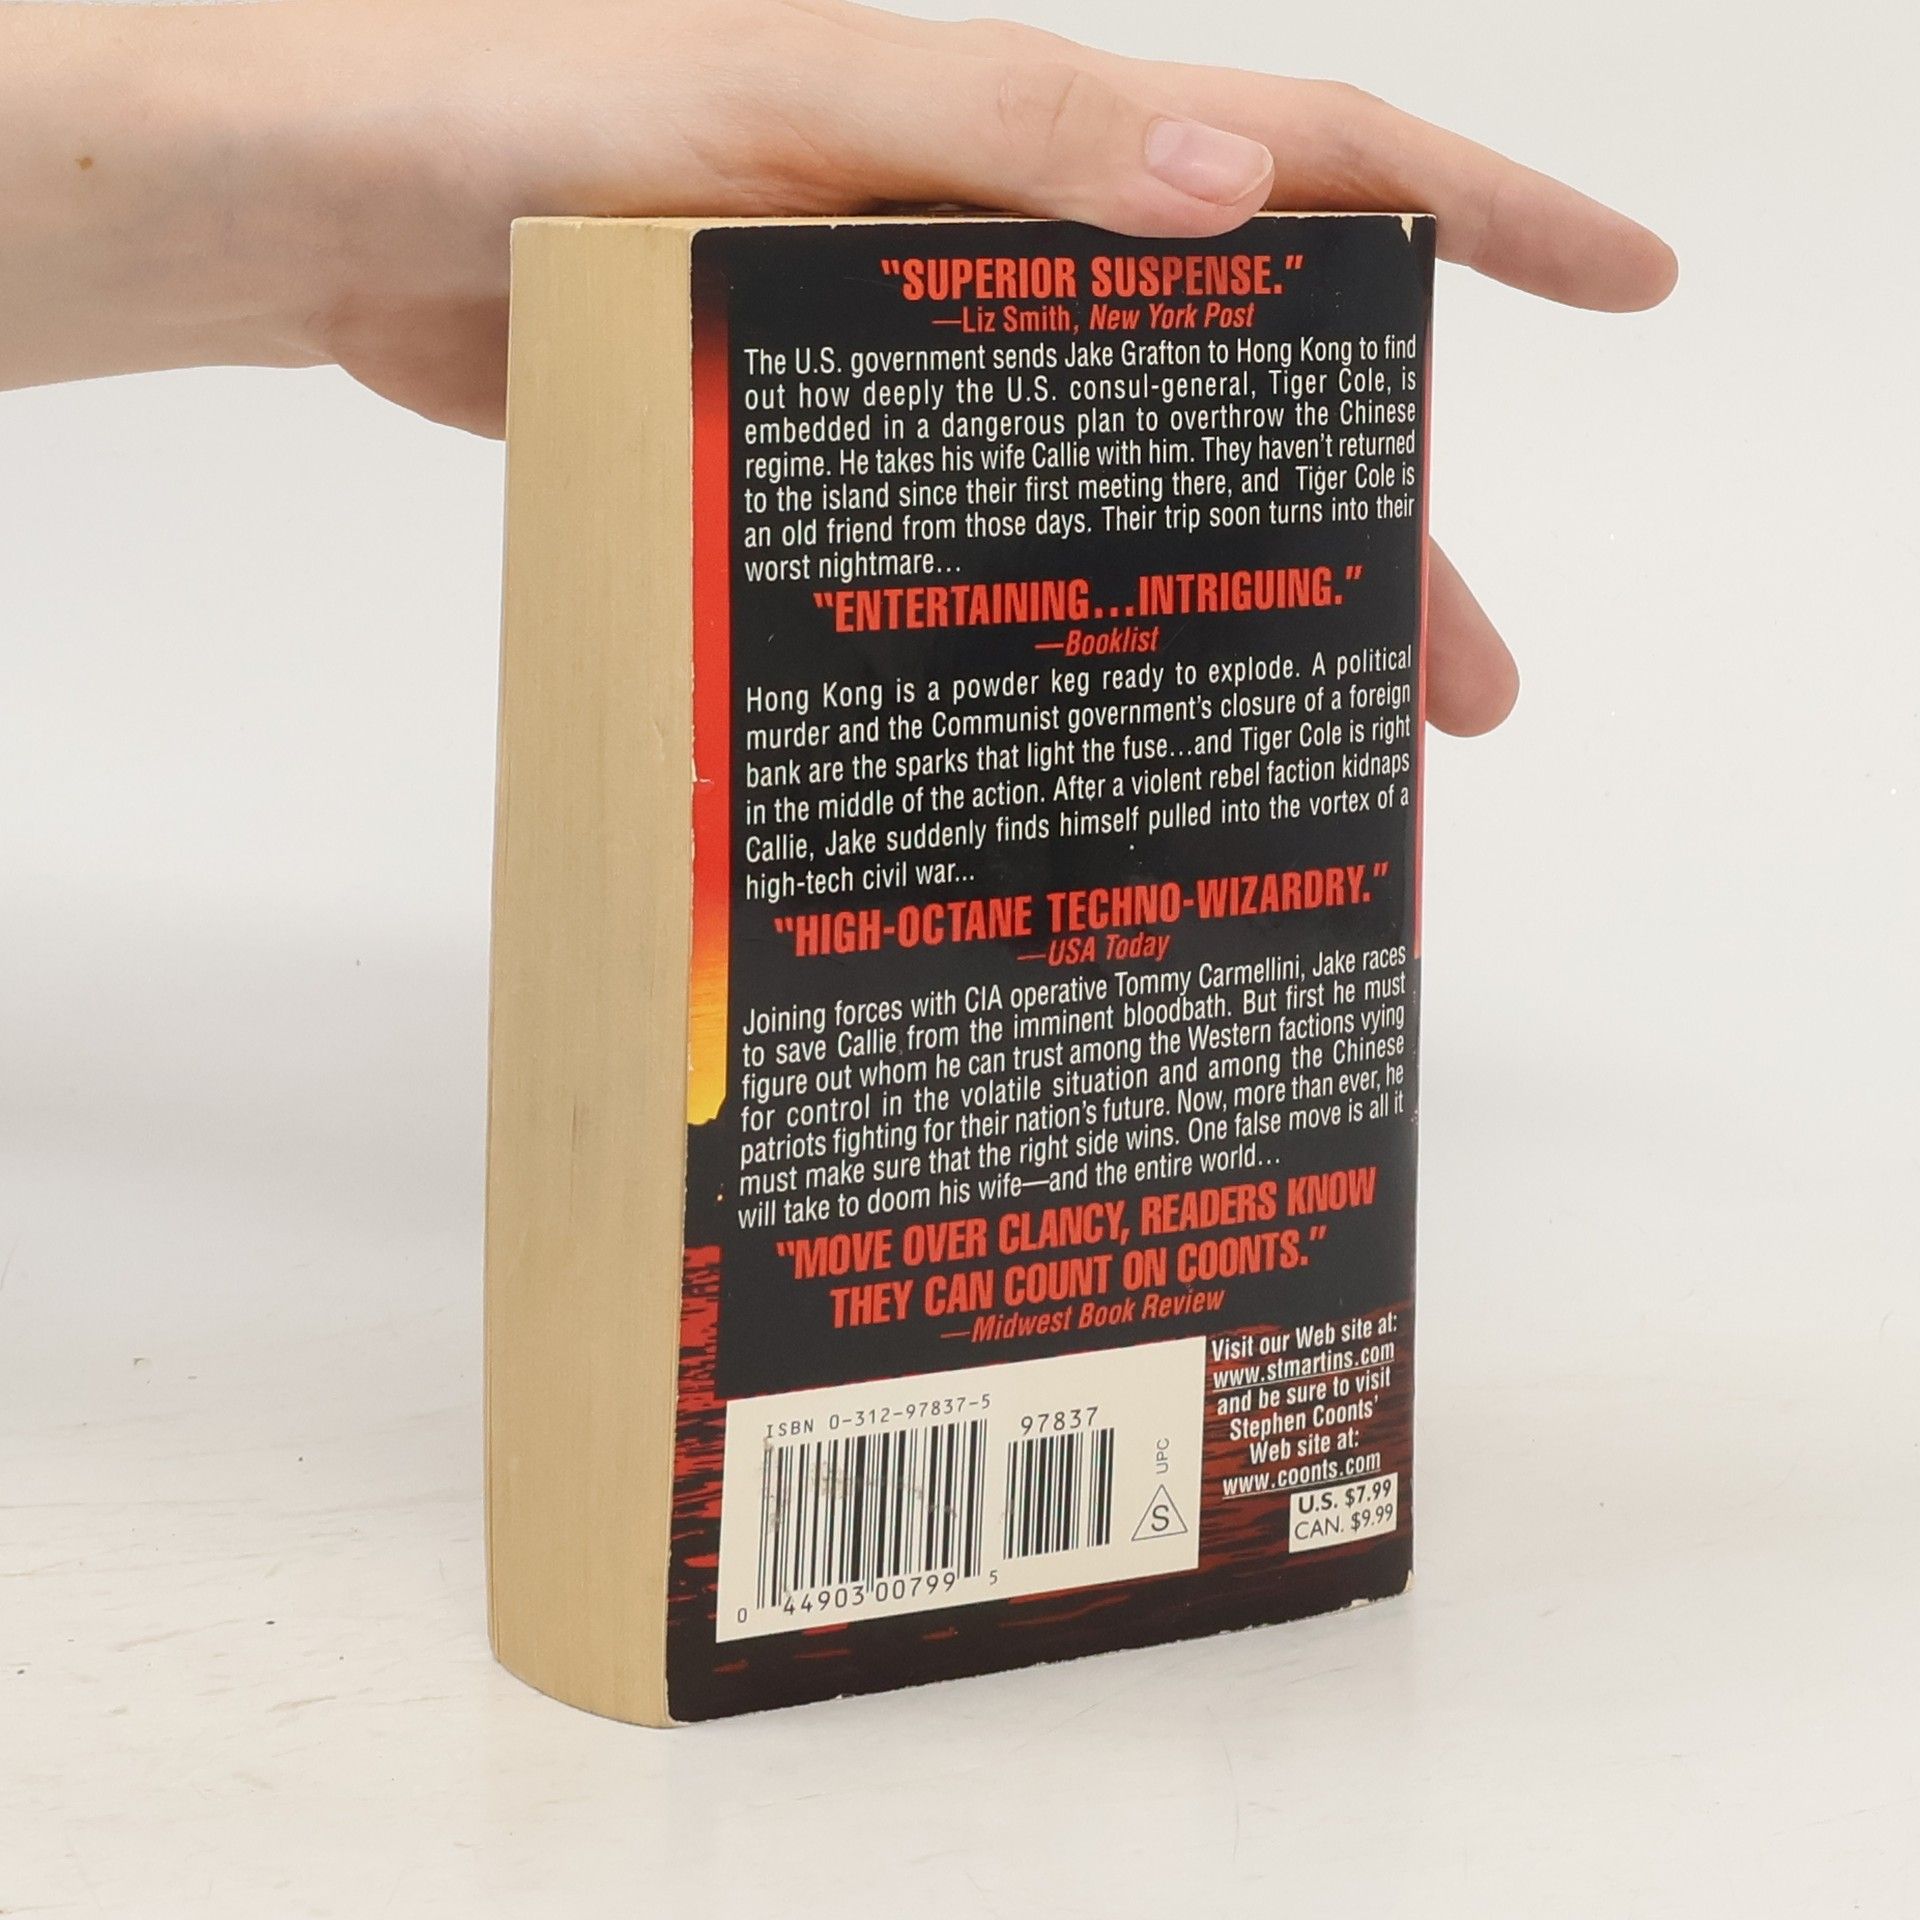 "SUPERIOR SUSPENSE."
—Liz Smith, New York Post
The U.S. government sends Jake Grafton to Hong Kong to find
out how deeply the U.S. consul-general, Tiger Cole, is
embedded in a dangerous plan to overthrow the Chinese
regime. He takes his wife Callie with him. They haven't returned
to the island since their first meeting there, and Tiger Cole is
an old friend from those days. Their trip soon turns into their
worst nightmare...
"ENTERTAINING...INTRIGUING."
—Booklist
Hong Kong is a powder keg ready to explode. A political
murder and the Communist government's closure of a foreign
bank are the sparks that light the fuse...and Tiger Cole is right
in the middle of the action. After a violent rebel faction kidnaps
Callie, Jake suddenly finds himself pulled into the vortex of a
high-tech civil war...
"HIGH-OCTANE TECHNO-WIZARDRY."
—USA Today
Joining forces with CIA operative Tommy Carmellini, Jake races
to save Callie from the imminent bloodbath. But first he must
figure out whom he can trust among the Western factions vying
for control in the volatile situation and among the Chinese
patriots fighting for their nation's future. Now, more than ever, he
must make sure that the right side wins. One false move is all it
will take to doom his wife—and the entire world...
"MOVE OVER CLANCY, READERS KNOW
THEY CAN COUNT ON COONTS."
—Midwest Book Review
Visit our Web site at:
www.stmartins.com
and be sure to visit
Stephen Coonts'
Web site at:
www.coonts.com
U.S. $7.99
CAN. $9.99
ISBN 0-312-97837-5
97837
UPC
S
0 44903 00799 5